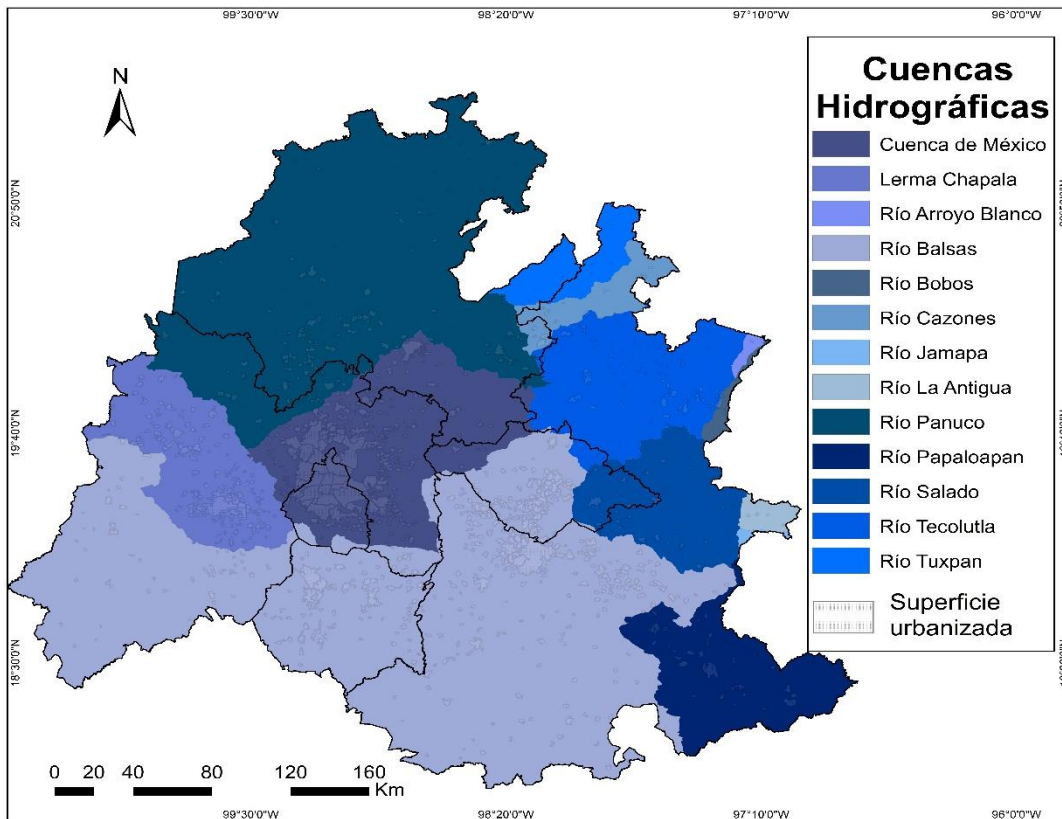 99°30'0"W 98°20'0"W 97°10'0"W 96°0'0"W
N
20°50'0"N
19°40'0"N
18°30'0"N
Cuencas
Hidrográficas
Cuenca de México
Lerma Chapala
Río Arroyo Blanco
Río Balsas
Río Bobos
Río Cazones
Río Jamapa
Río La Antigua
Río Panuco
Río Papaloapan
Río Salado
Río Tecolutla
Río Tuxpan
Superficie
urbanizada
0 20 40 80 120 160
Km
99°30'0"W 98°20'0"W 97°10'0"W 96°0'0"W